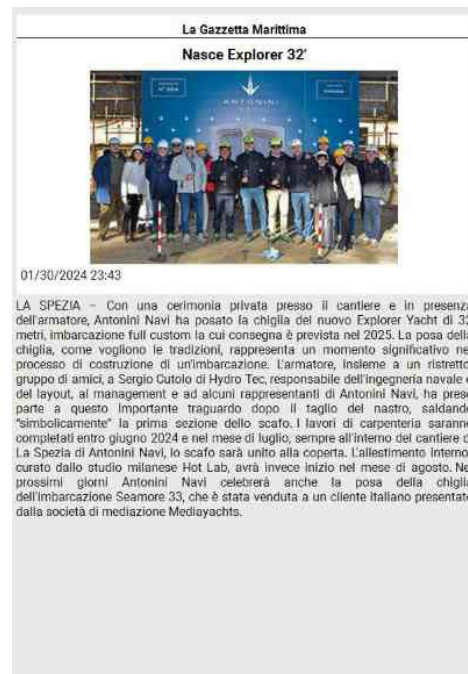 La Gazzetta Marittima
Nasce Explorer 32'
ANTONINI
01/30/2024 23:43
LA SPEZIA – Con una cerimonia privata presso il cantiere e in presenza
dell'armatore, Antonini Navi ha posato la chiglia del nuovo Explorer Yacht di 32
metri, imbarcazione full custom la cui consegna è prevista nel 2025. La posa della
chiglia, come vogliono le tradizioni, rappresenta un momento significativo ne
processo di costruzione di un'imbarcazione. L'armatore, insieme a un ristretto
gruppo di amici, a Sergio Cutolo di Hydro Tec, responsabile dell'ingegneria navale e
del layout, al management e ad alcuni rappresentanti di Antonini Navi, ha preso
parte a questo importante traguardo dopo il taglio del nastro, saldando
"simbolicamente" la prima sezione dello scafo. I lavori di carpenteria saranno
completati entro giugno 2024 e nel mese di luglio, sempre all'interno del cantiere d
La Spezia di Antonini Navi, lo scafo sarà unito alla coperta. L'allestimento interno,
curato dallo studio milanese Hot Lab, avrà invece inizio nel mese di agosto. Ne
prossimi giorni Antonini Navi celebrerà anche la posa della chiglia
dell'imbarcazione Seamore 33, che è stata venduta a un cliente italiano presentato
dalla società di mediazione Mediayachts.